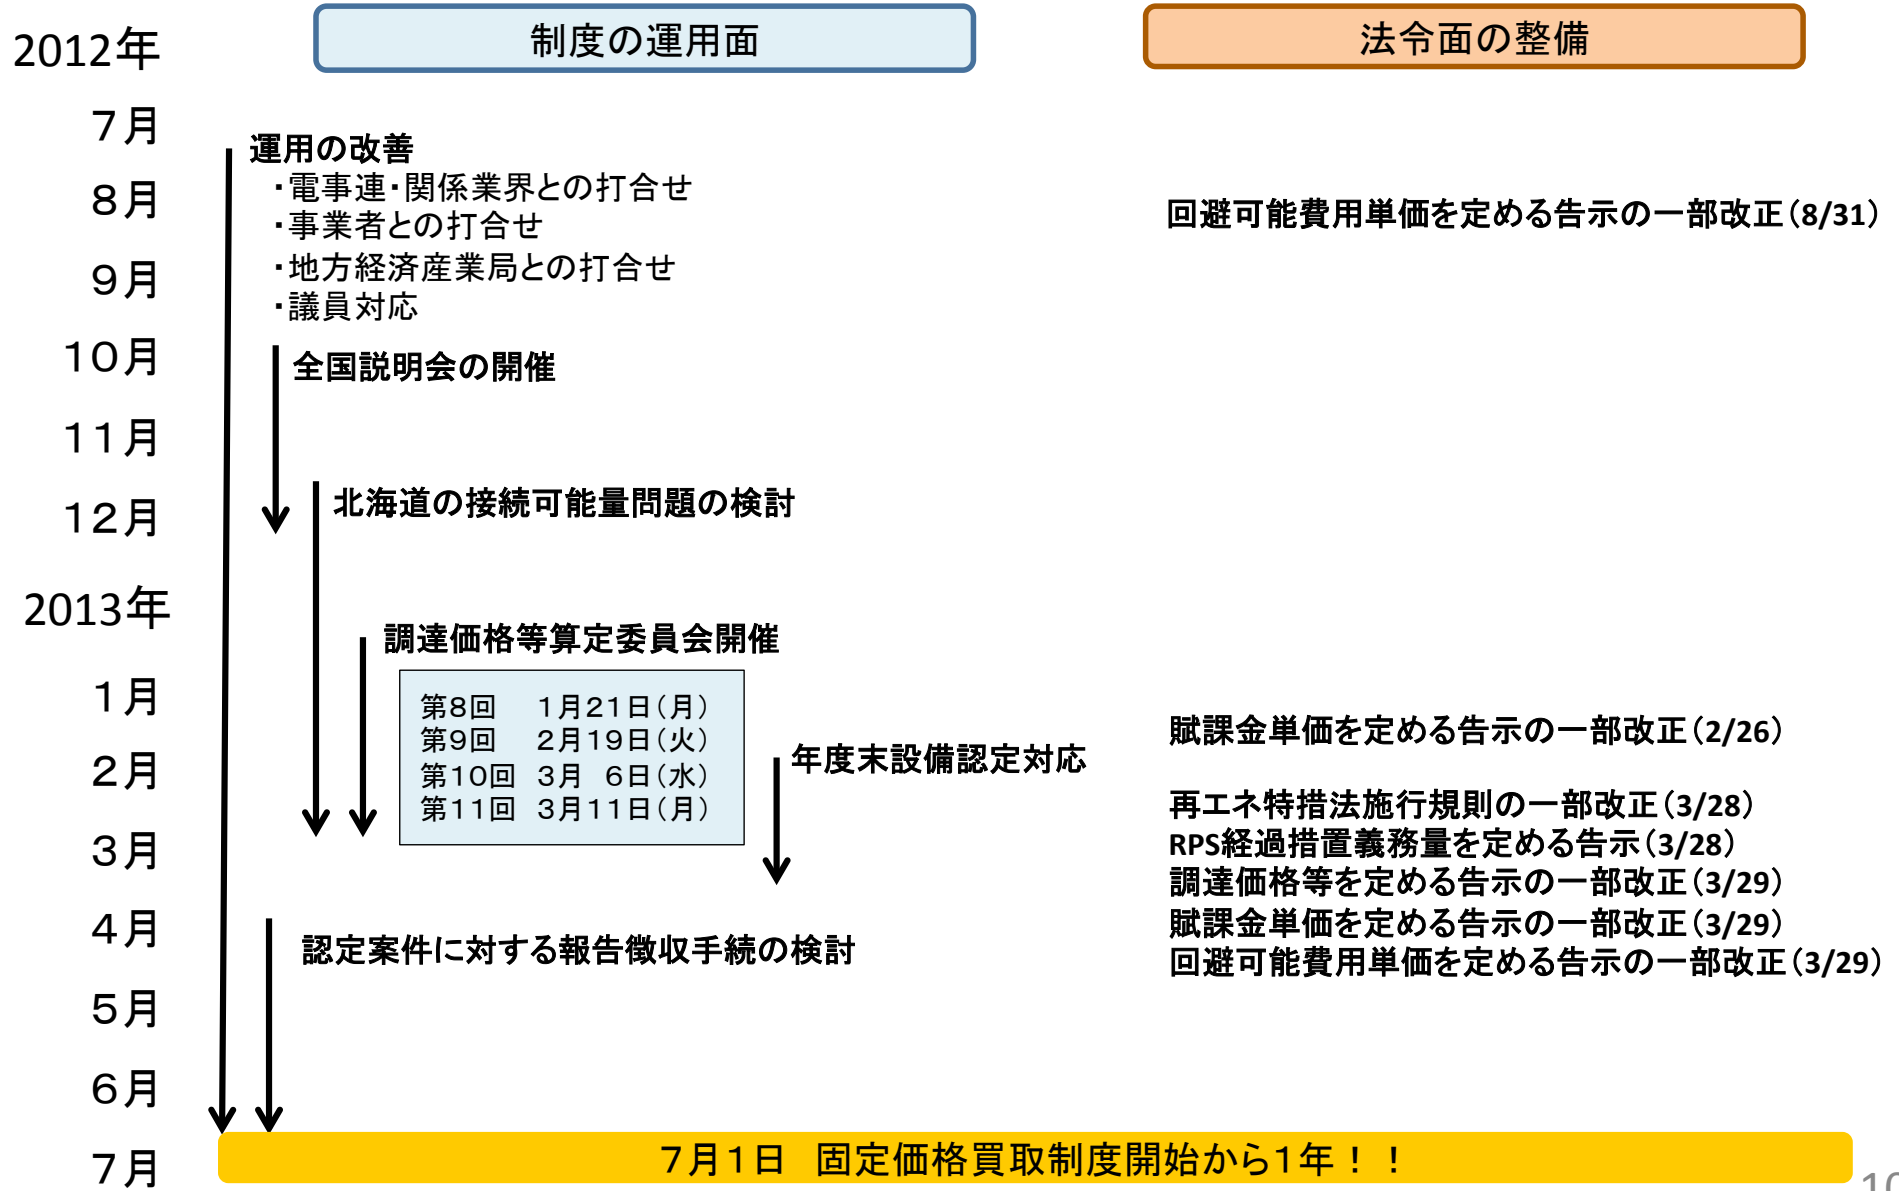 2012年
制度の運用面
法令面の整備
7月
運用の改善
・電事連・関係業界との打合せ
8月
・事業者との打合せ
回避可能費用単価を定める告示の一部改正（8/31）
9月
・地方経済産業局との打合せ
・議員対応
10月
全国説明会の開催
11月
北海道の接続可能量問題の検討
12月
2013年
調達価格等算定委員会開催
1月
第8回　1月21日（月）
第9回　2月19日（火）
第10回　3月　6日（水）
第11回　3月11日（月）
賦課金単価を定める告示の一部改正（2/26）
2月
年度末設備認定対応
再エネ特措法施行規則の一部改正（3/28）
3月
RPS経過措置義務量を定める告示（3/28）
調達価格等を定める告示の一部改正（3/29）
4月
賦課金単価を定める告示の一部改正（3/29）
認定案件に対する報告徴収手続の検討
回避可能費用単価を定める告示の一部改正（3/29）
5月
6月
7月
7月1日　固定価格買取制度開始から1年！！